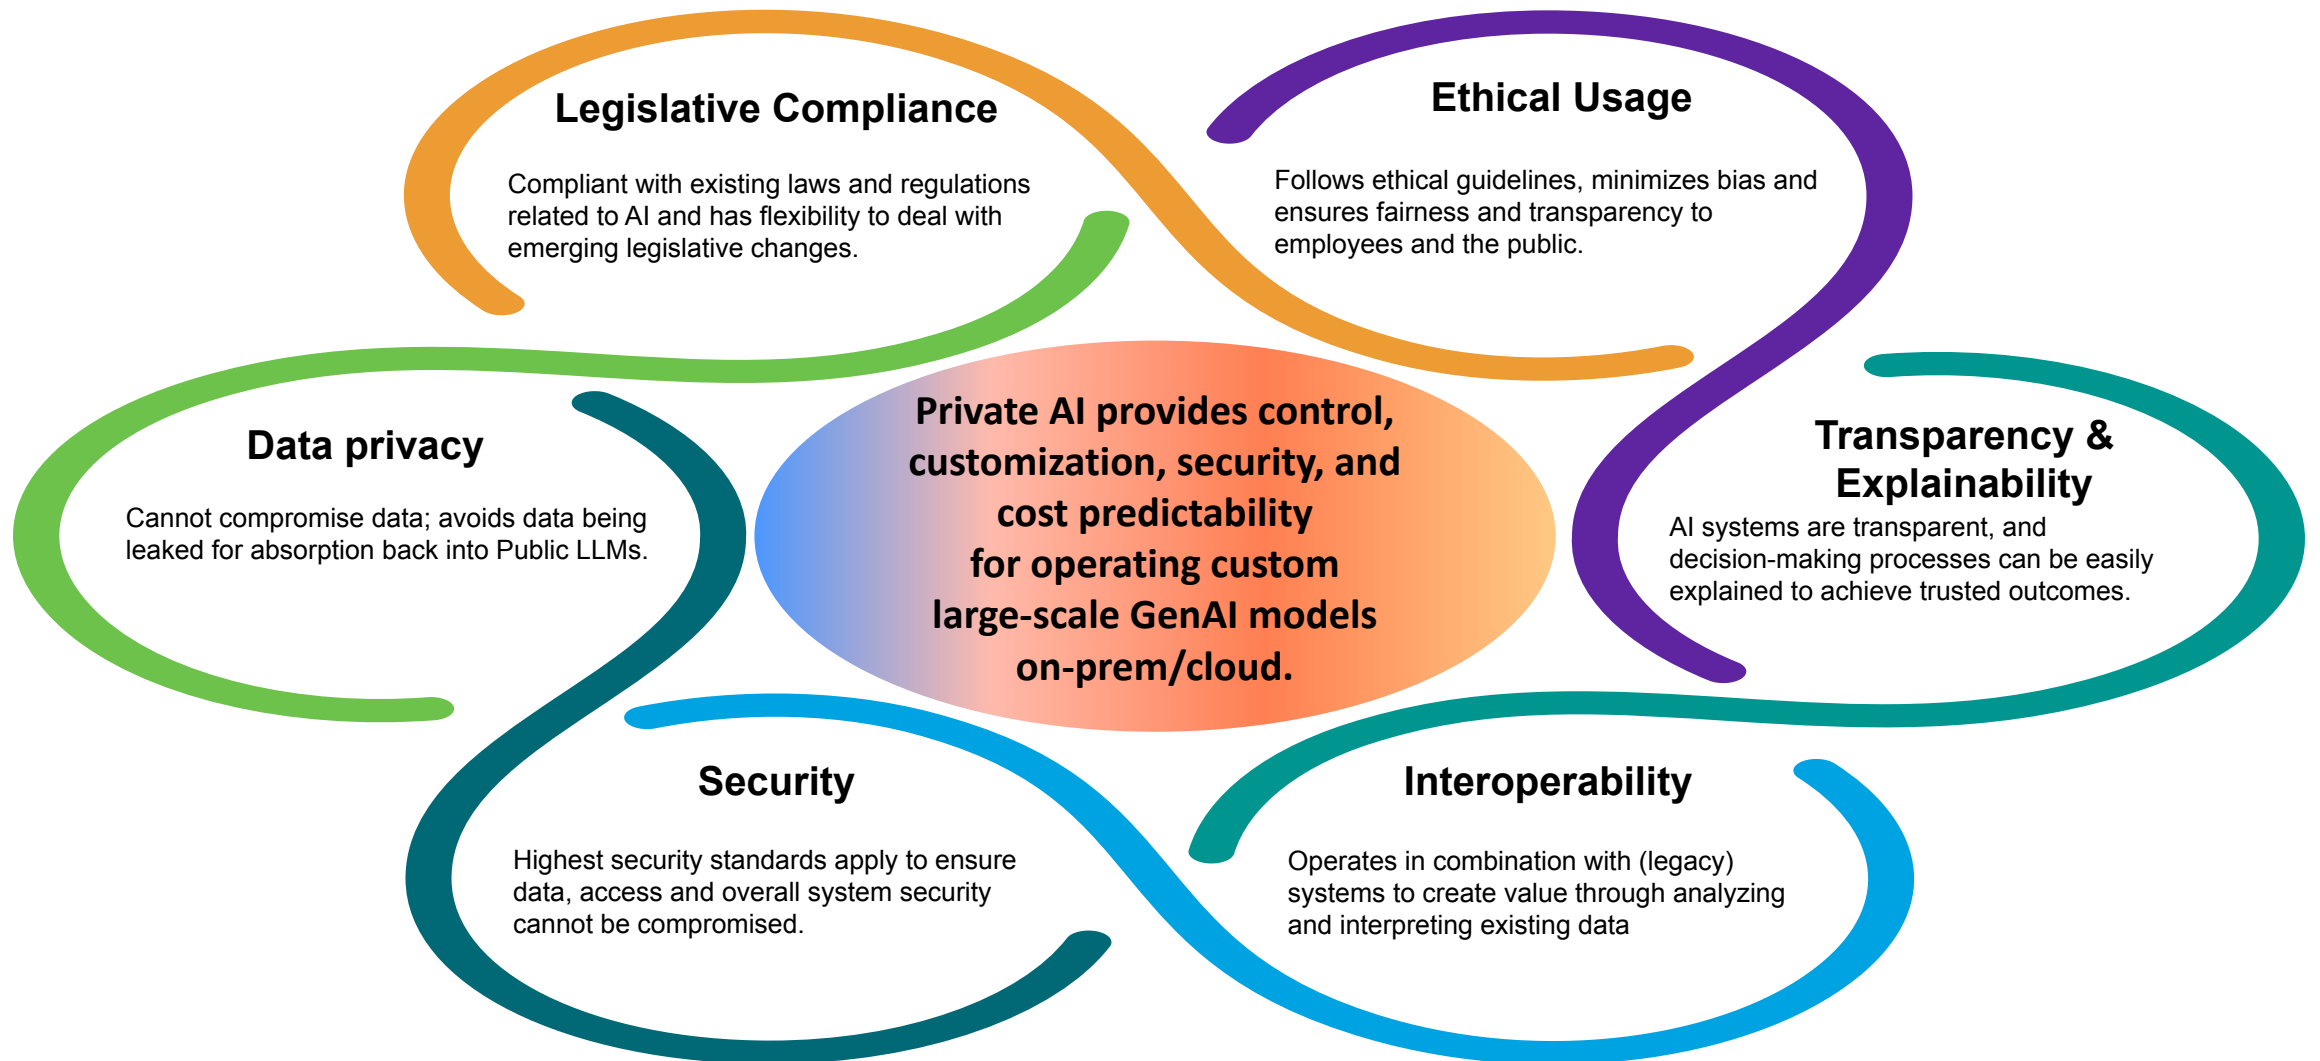 Legislative Compliance
Compliant with existing laws and regulations
related to AI and has flexibility to deal with
emerging legislative changes.
Ethical Usage
Follows ethical guidelines, minimizes bias and
ensures fairness and transparency to
employees and the public.
Data privacy
Cannot compromise data; avoids data being
leaked for absorption back into Public LLMs.
Private AI provides control,
customization, security, and
cost predictability
for operating custom
large-scale GenAI models
on-prem/cloud.
Transparency &
Explainability
AI systems are transparent, and
decision-making processes can be easily
explained to achieve trusted outcomes.
Security
Highest security standards apply to ensure
data, access and overall system security
cannot be compromised.
Interoperability
Operates in combination with (legacy)
systems to create value through analyzing
and interpreting existing data